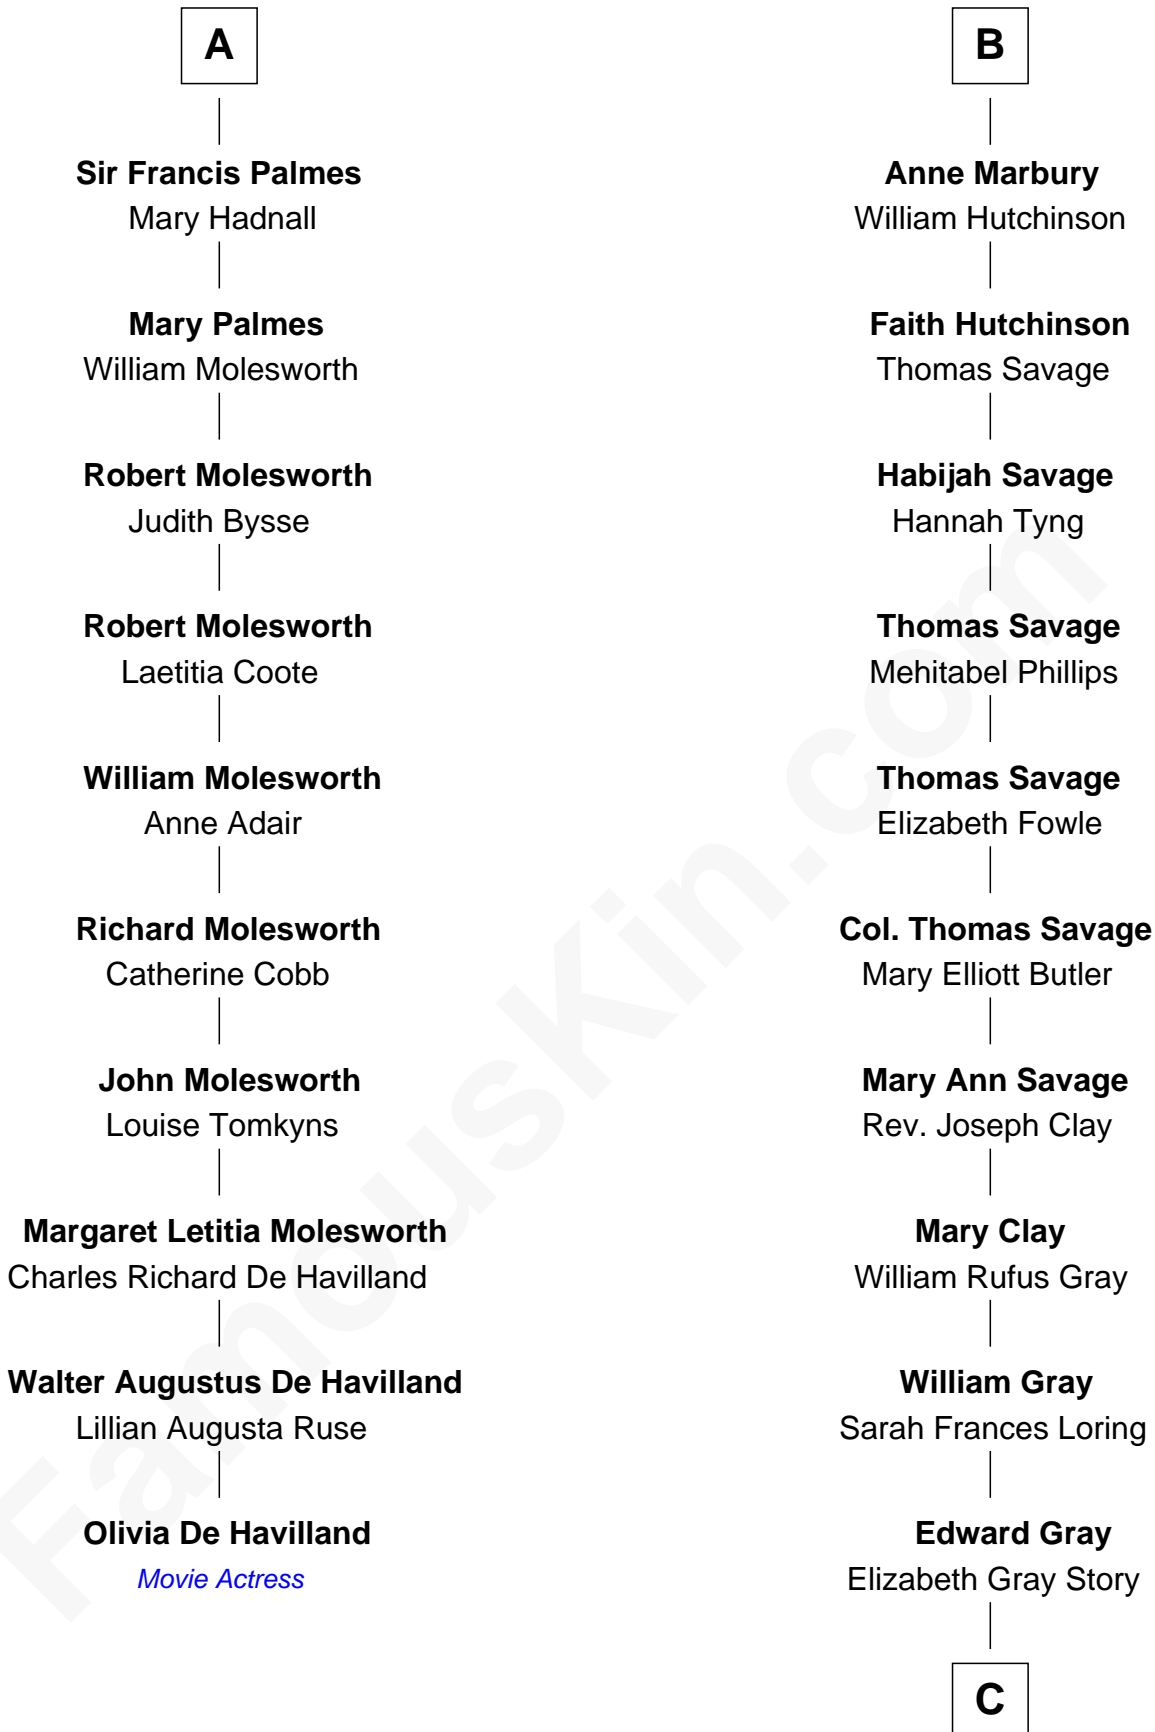 A
Sir Francis Palmes
Mary Hadnall
Mary Palmes
William Molesworth
Robert Molesworth
Judith Bysse
Robert Molesworth
Laetitia Coote
William Molesworth
Anne Adair
Richard Molesworth
Catherine Cobb
John Molesworth
Louise Tomkyns
Margaret Letitia Molesworth
Charles Richard De Havilland
Walter Augustus De Havilland
Lillian Augusta Ruse
Olivia De Havilland
Movie Actress
B
Anne Marbury
William Hutchinson
Faith Hutchinson
Thomas Savage
Habijah Savage
Hannah Tyng
Thomas Savage
Mehitabel Phillips
Thomas Savage
Elizabeth Fowle
Col. Thomas Savage
Mary Elliott Butler
Mary Ann Savage
Rev. Joseph Clay
Mary Clay
William Rufus Gray
William Gray
Sarah Frances Loring
Edward Gray
Elizabeth Gray Story
C
FamousKin.com